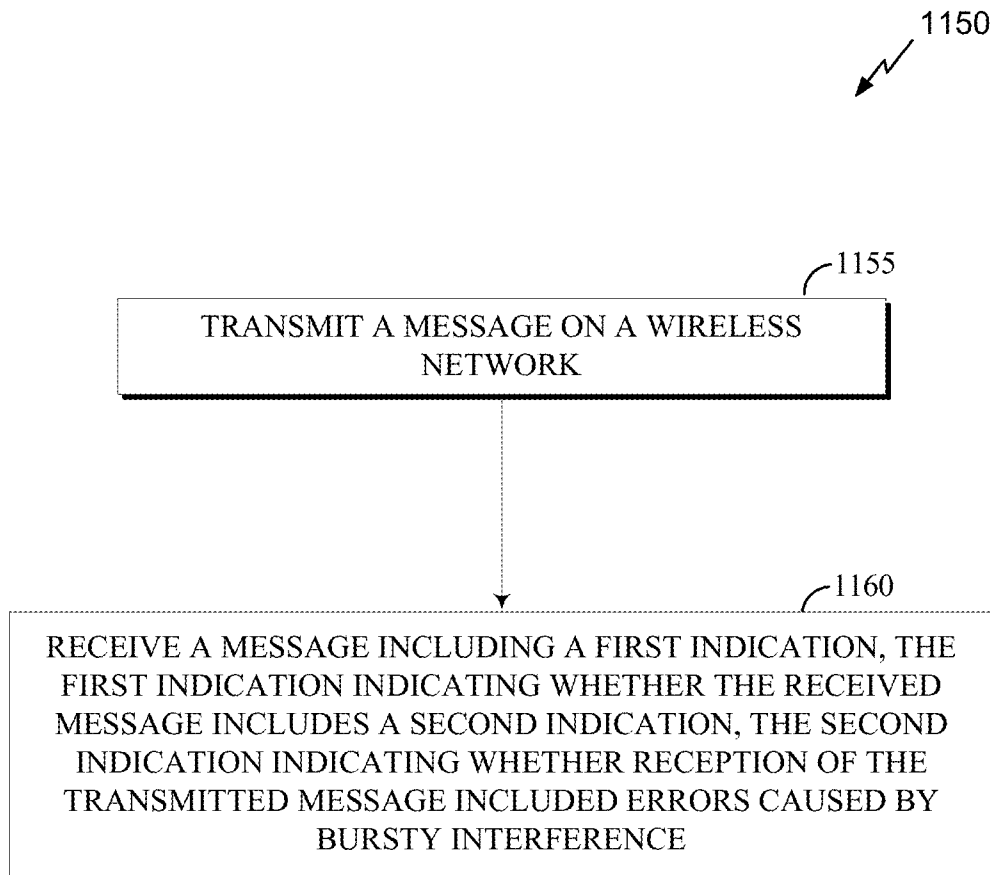 1150
1155
TRANSMIT A MESSAGE ON A WIRELESS
NETWORK
1160
RECEIVE A MESSAGE INCLUDING A FIRST INDICATION, THE
FIRST INDICATION INDICATING WHETHER THE RECEIVED
MESSAGE INCLUDES A SECOND INDICATION, THE SECOND
INDICATION INDICATING WHETHER RECEPTION OF THE
TRANSMITTED MESSAGE INCLUDED ERRORS CAUSED BY
BURSTY INTERFERENCE